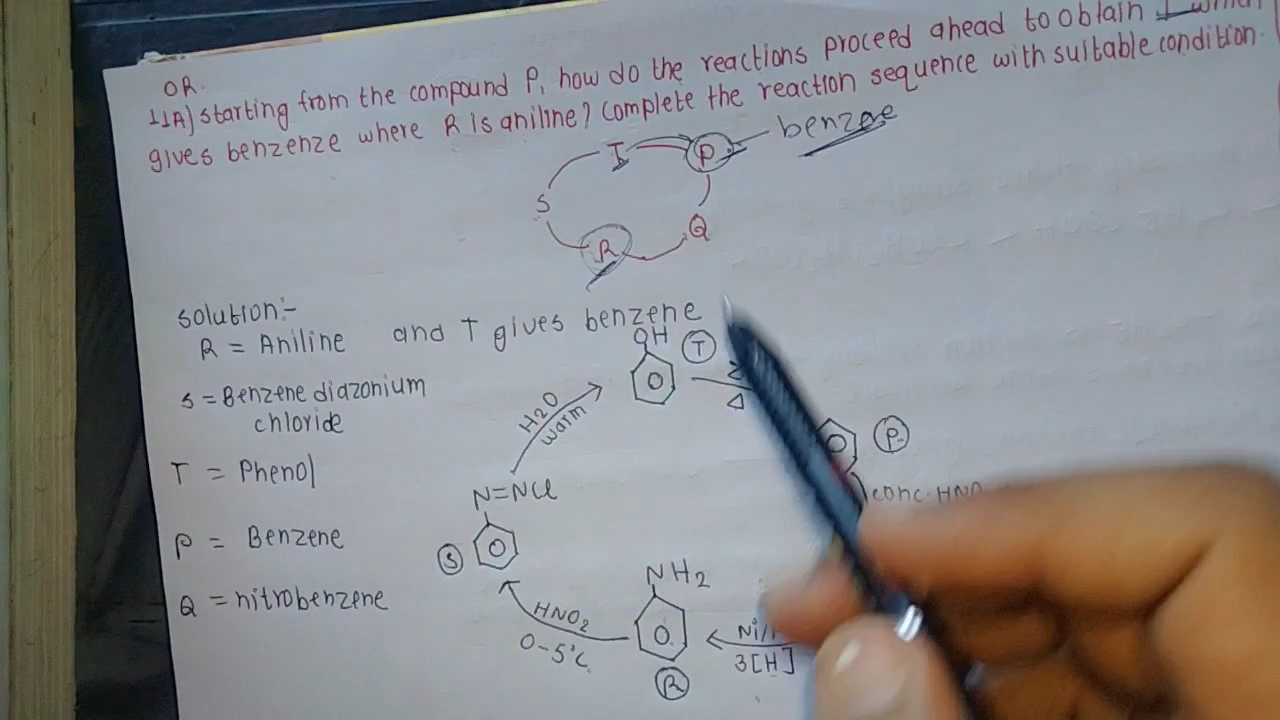 OR.
11A) starting from the compound P, how do the reactions proceed ahead to obtain
gives benzenze where R is aniline? Complete the reaction sequence with suitable condition.
benzene
T
P
S
Q
R
solution:-
R = Aniline and T gives benzene
S = Benzene diazonium
chloride
T = Phenol
P = Benzene
Q = nitrobenzene
OH
T
Δ
H2O
warm
P
conc. HNO
N=NCl
S
HNO2
0-5°C
NH2
R
3[H]